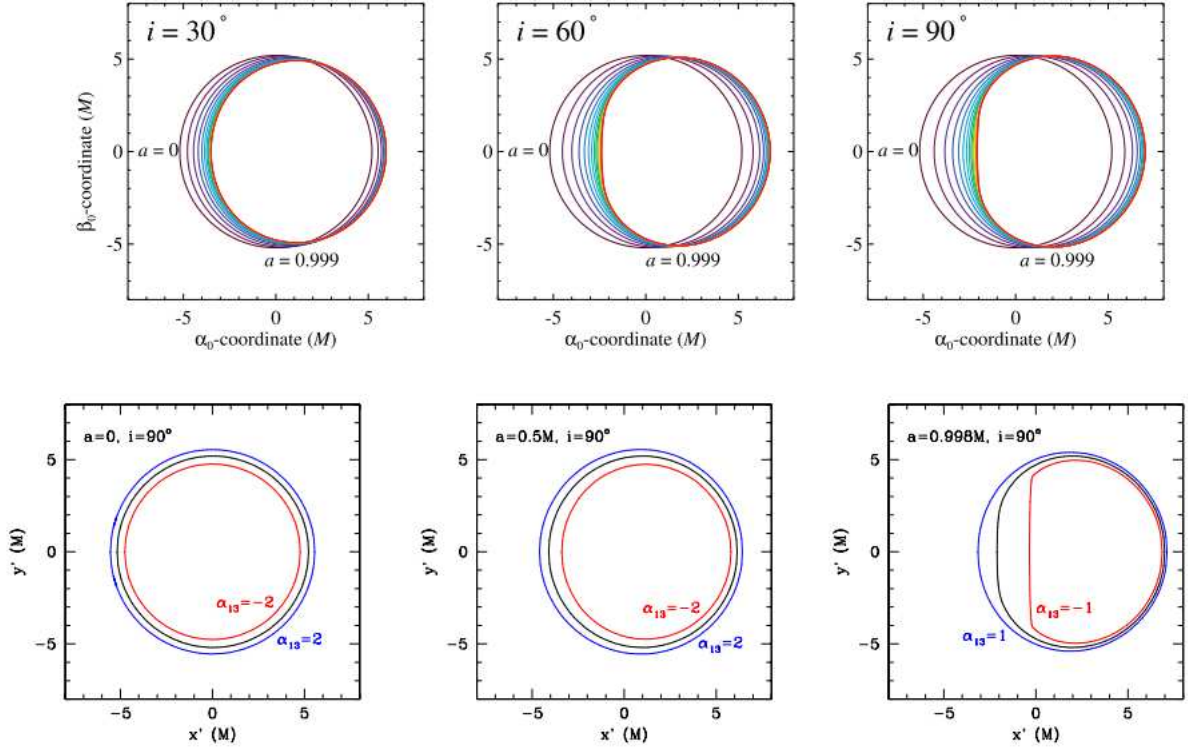 i = 30° i = 60° i = 90°
5 5 5
a = 0 a = 0 a = 0
β₀-coordinate (M)
0 0 0
-5 -5 -5
a = 0.999 a = 0.999 a = 0.999
-5 0 5 -5 0 5 -5 0 5
α₀-coordinate (M) α₀-coordinate (M) α₀-coordinate (M)
a=0, i=90° a=0.5M, i=90° a=0.998M, i=90°
5 5 5
y' (M) y' (M) y' (M)
0 0 0
α₁₃=-2 α₁₃=-2 α₁₃=-1
α₁₃=2 α₁₃=2 α₁₃=1
-5 -5 -5
-5 0 5 -5 0 5 -5 0 5
x' (M) x' (M) x' (M)